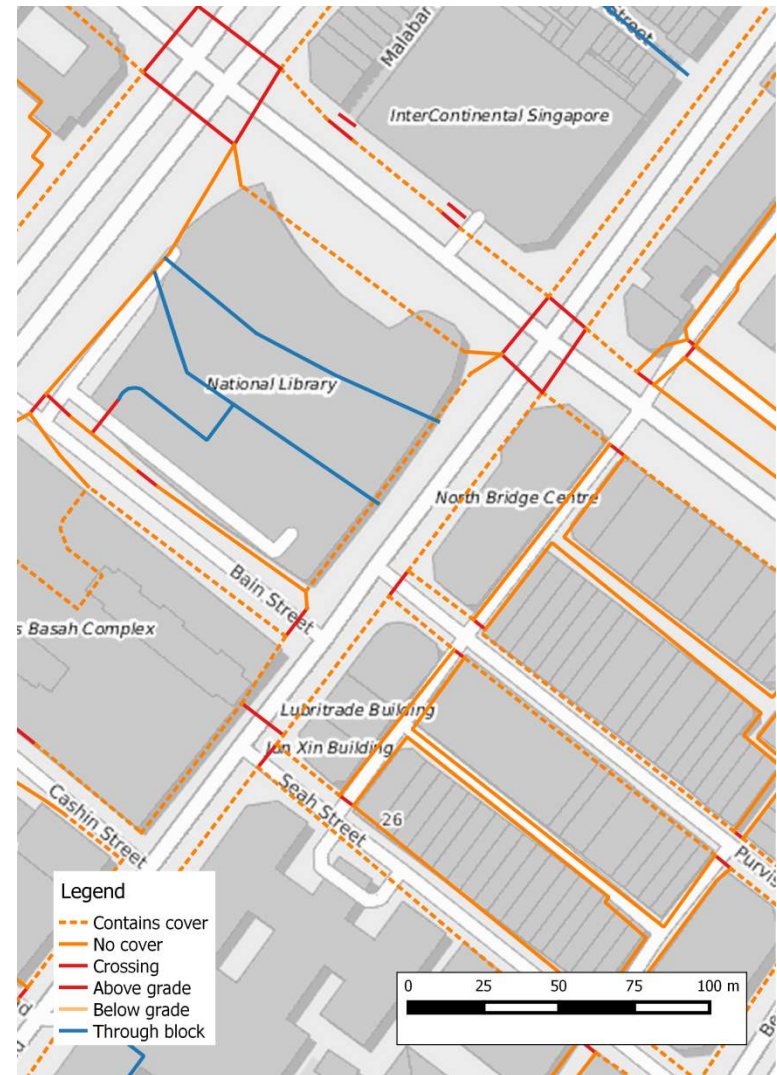 Malabar
Street
InterContinental Singapore
National Library
North Bridge Centre
Bain Street
s Basah Complex
Lubritrade Building
Jun Xin Building
Seah Street
26
Cashin Street
Purvis
Be
d
d
Legend
Contains cover
No cover
Crossing
Above grade
Below grade
Through block
0 25 50 75 100 m